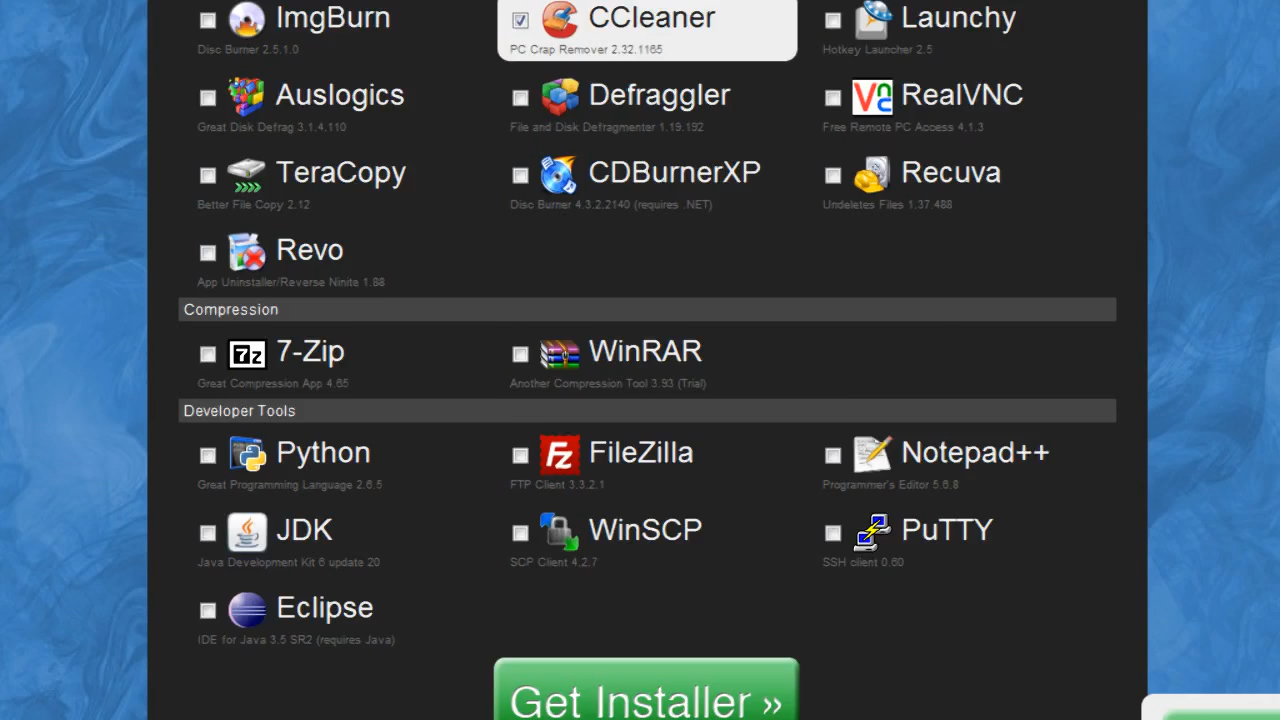 ImgBurn
Disc Burner 2.5.1.0
CCleaner
PC Crap Remover 2.32.1165
Launchy
Hotkey Launcher 2.5
Auslogics
Great Disk Defrag 3.1.4.110
Defraggler
File and Disk Defragmenter 1.19.192
RealVNC
Free Remote PC Access 4.1.3
TeraCopy
Better File Copy 2.12
CDBurnerXP
Disc Burner 4.3.2.2140 (requires .NET)
Recuva
Undeletes Files 1.37.488
Revo
App Uninstaller/Reverse Ninite 1.88
Compression
7-Zip
Great Compression App 4.65
WinRAR
Another Compression Tool 3.93 (Trial)
Developer Tools
Python
Great Programming Language 2.6.5
FileZilla
FTP Client 3.3.2.1
Notepad++
Programmer's Editor 5.6.8
JDK
Java Development Kit 6 update 20
WinSCP
SCP Client 4.2.7
PuTTY
SSH client 0.60
Eclipse
IDE for Java 3.5 SR2 (requires Java)
Get Installer »